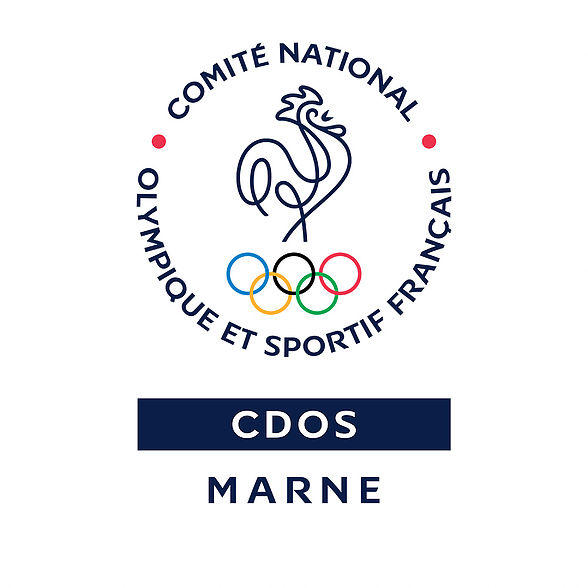 COMITÉ NATIONAL
OLYMPIQUE ET SPORTIF FRANÇAIS
CDOS
MARNE